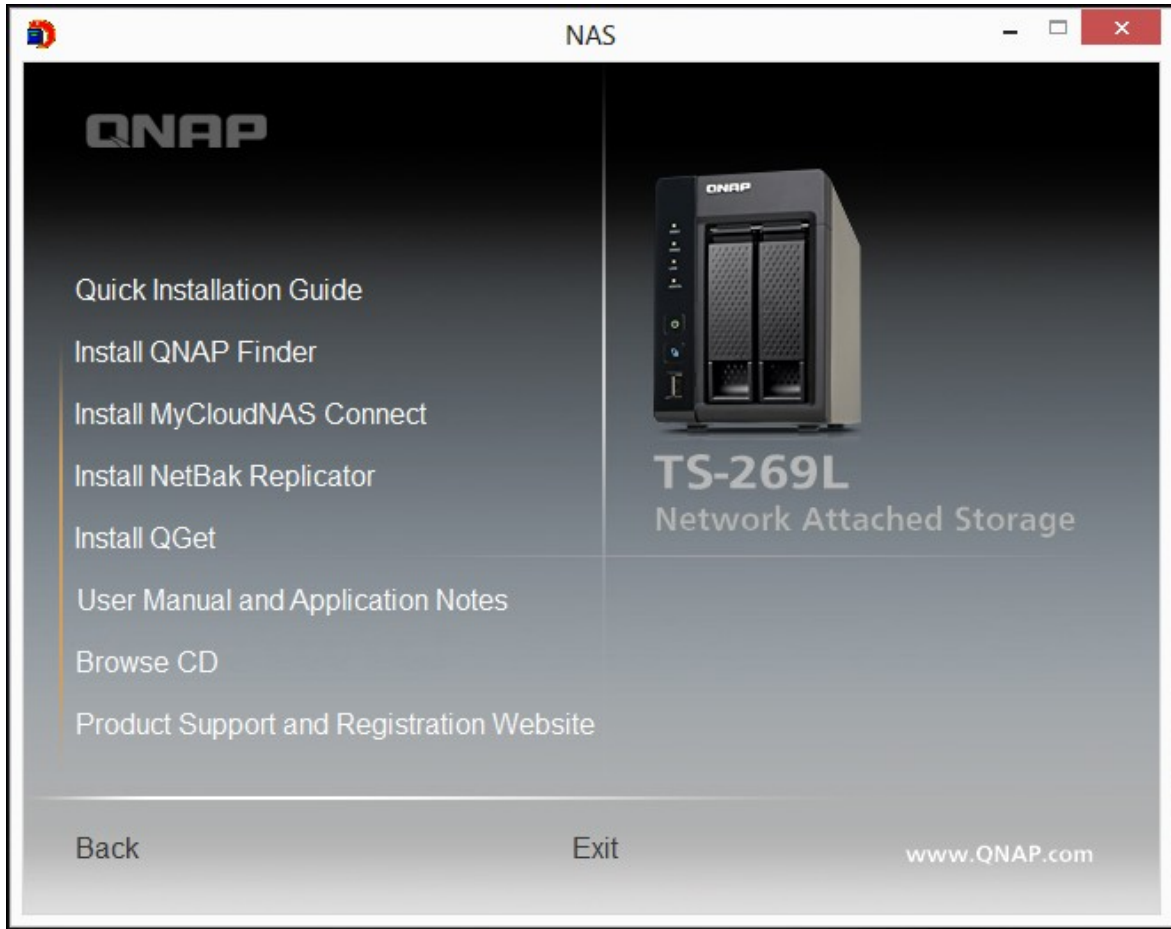 NAS
QNAP
QNAP
Quick Installation Guide
Install QNAP Finder
Install MyCloudNAS Connect
Install NetBak Replicator
Install QGet
User Manual and Application Notes
Browse CD
Product Support and Registration Website
TS-269L
Network Attached Storage
Back
Exit
www.QNAP.com